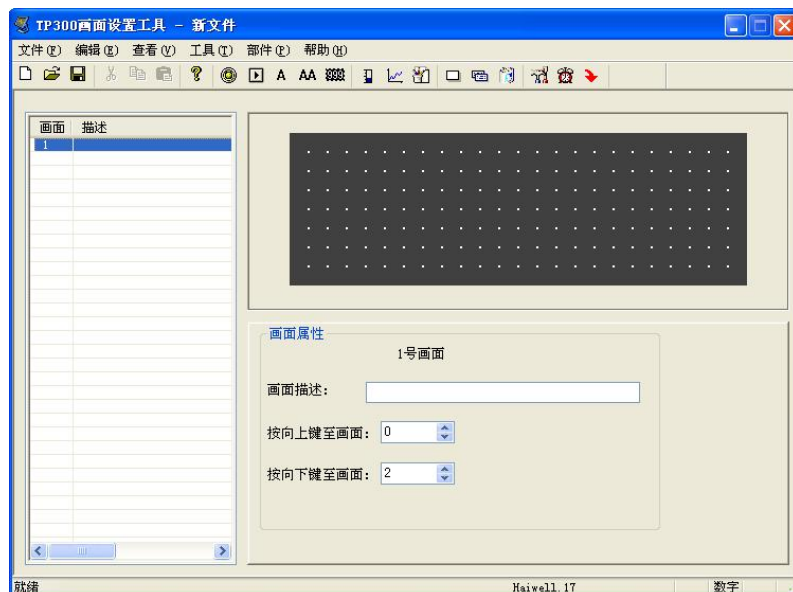 TP300画面设置工具 - 新文件
文件(F) 编辑(E) 查看(V) 工具(T) 部件(P) 帮助(H)
A AA
画面 描述
1
画面属性
1号画面
画面描述:
按向上键至画面: 0
按向下键至画面: 2
就绪 Haiwell.17 数字